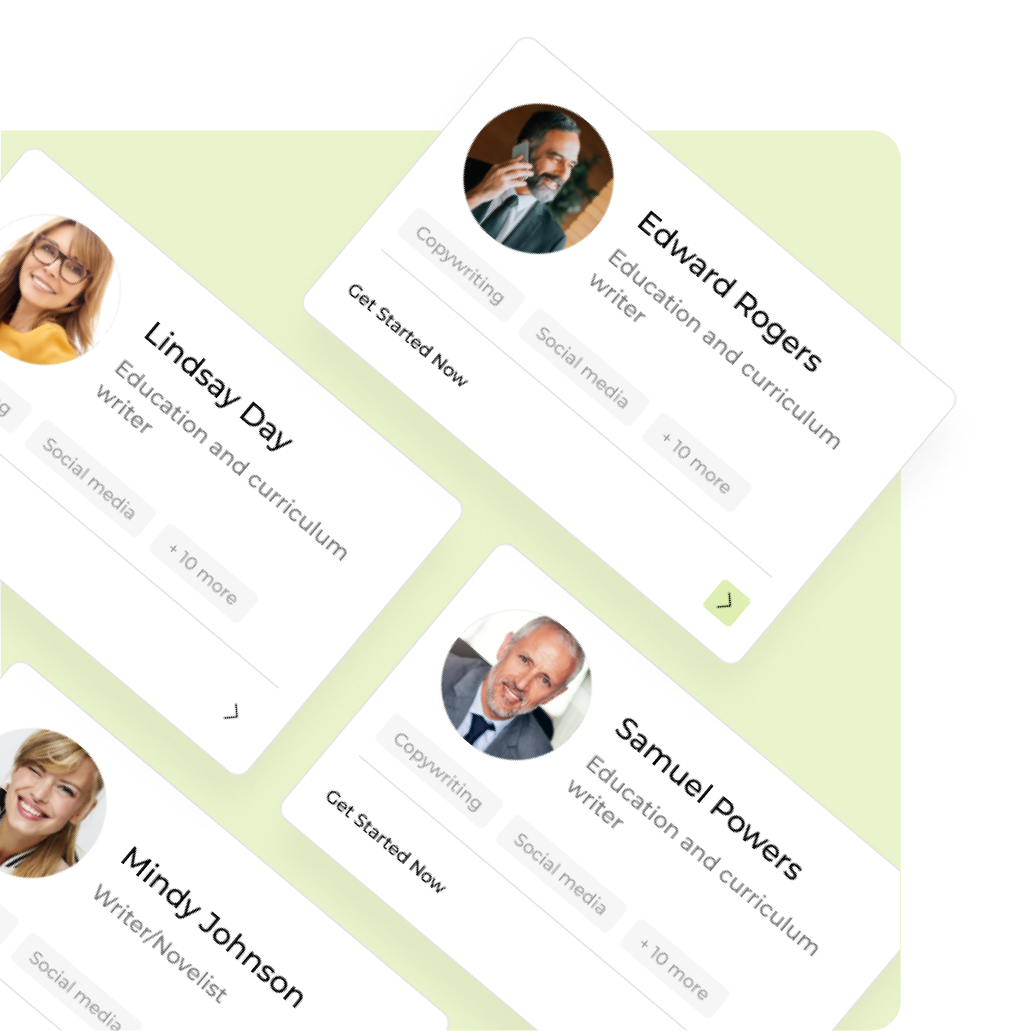 Edward Rogers
Education and curriculum
writer
Copywriting
Social media
+ 10 more
Get Started Now
Lindsay Day
Education and curriculum
writer
Social media
+ 10 more
Samuel Powers
Education and curriculum
writer
Copywriting
Social media
+ 10 more
Get Started Now
Mindy Johnson
Writer/Novelist
Social media